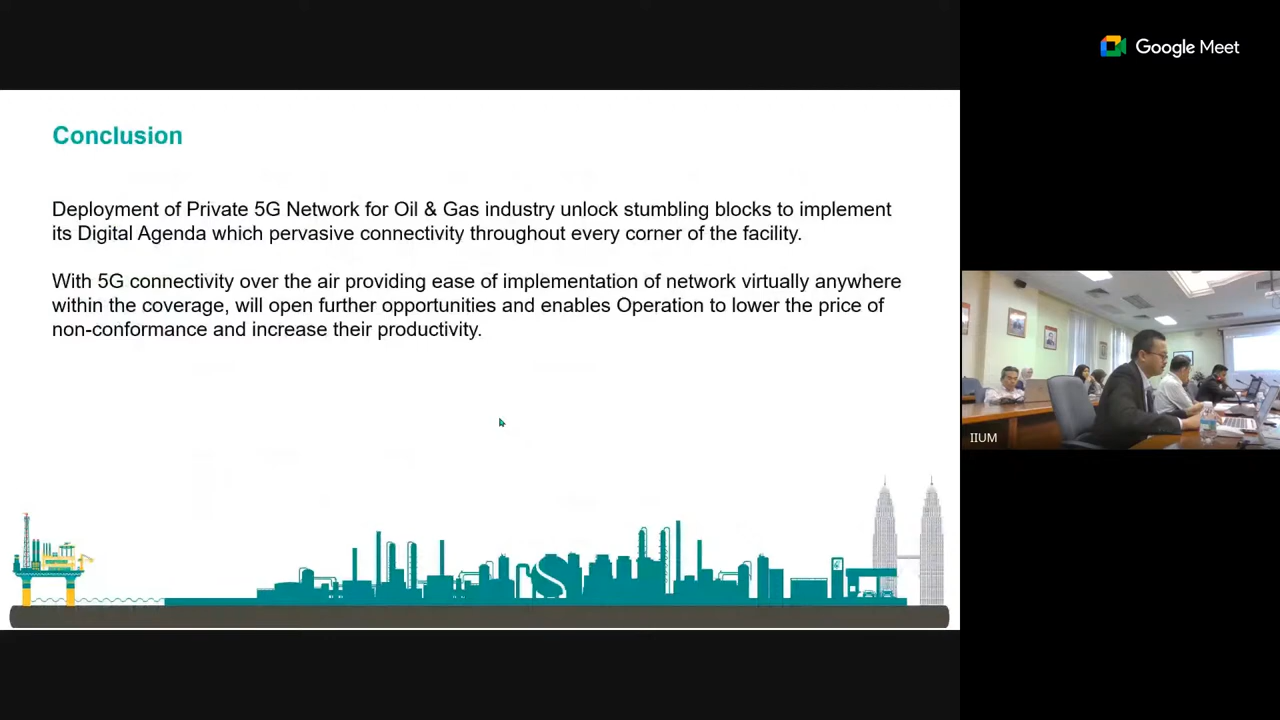 Google Meet
Conclusion
Deployment of Private 5G Network for Oil & Gas industry unlock stumbling blocks to implement
its Digital Agenda which pervasive connectivity throughout every corner of the facility.
With 5G connectivity over the air providing ease of implementation of network virtually anywhere
within the coverage, will open further opportunities and enables Operation to lower the price of
non-conformance and increase their productivity.
IIUM